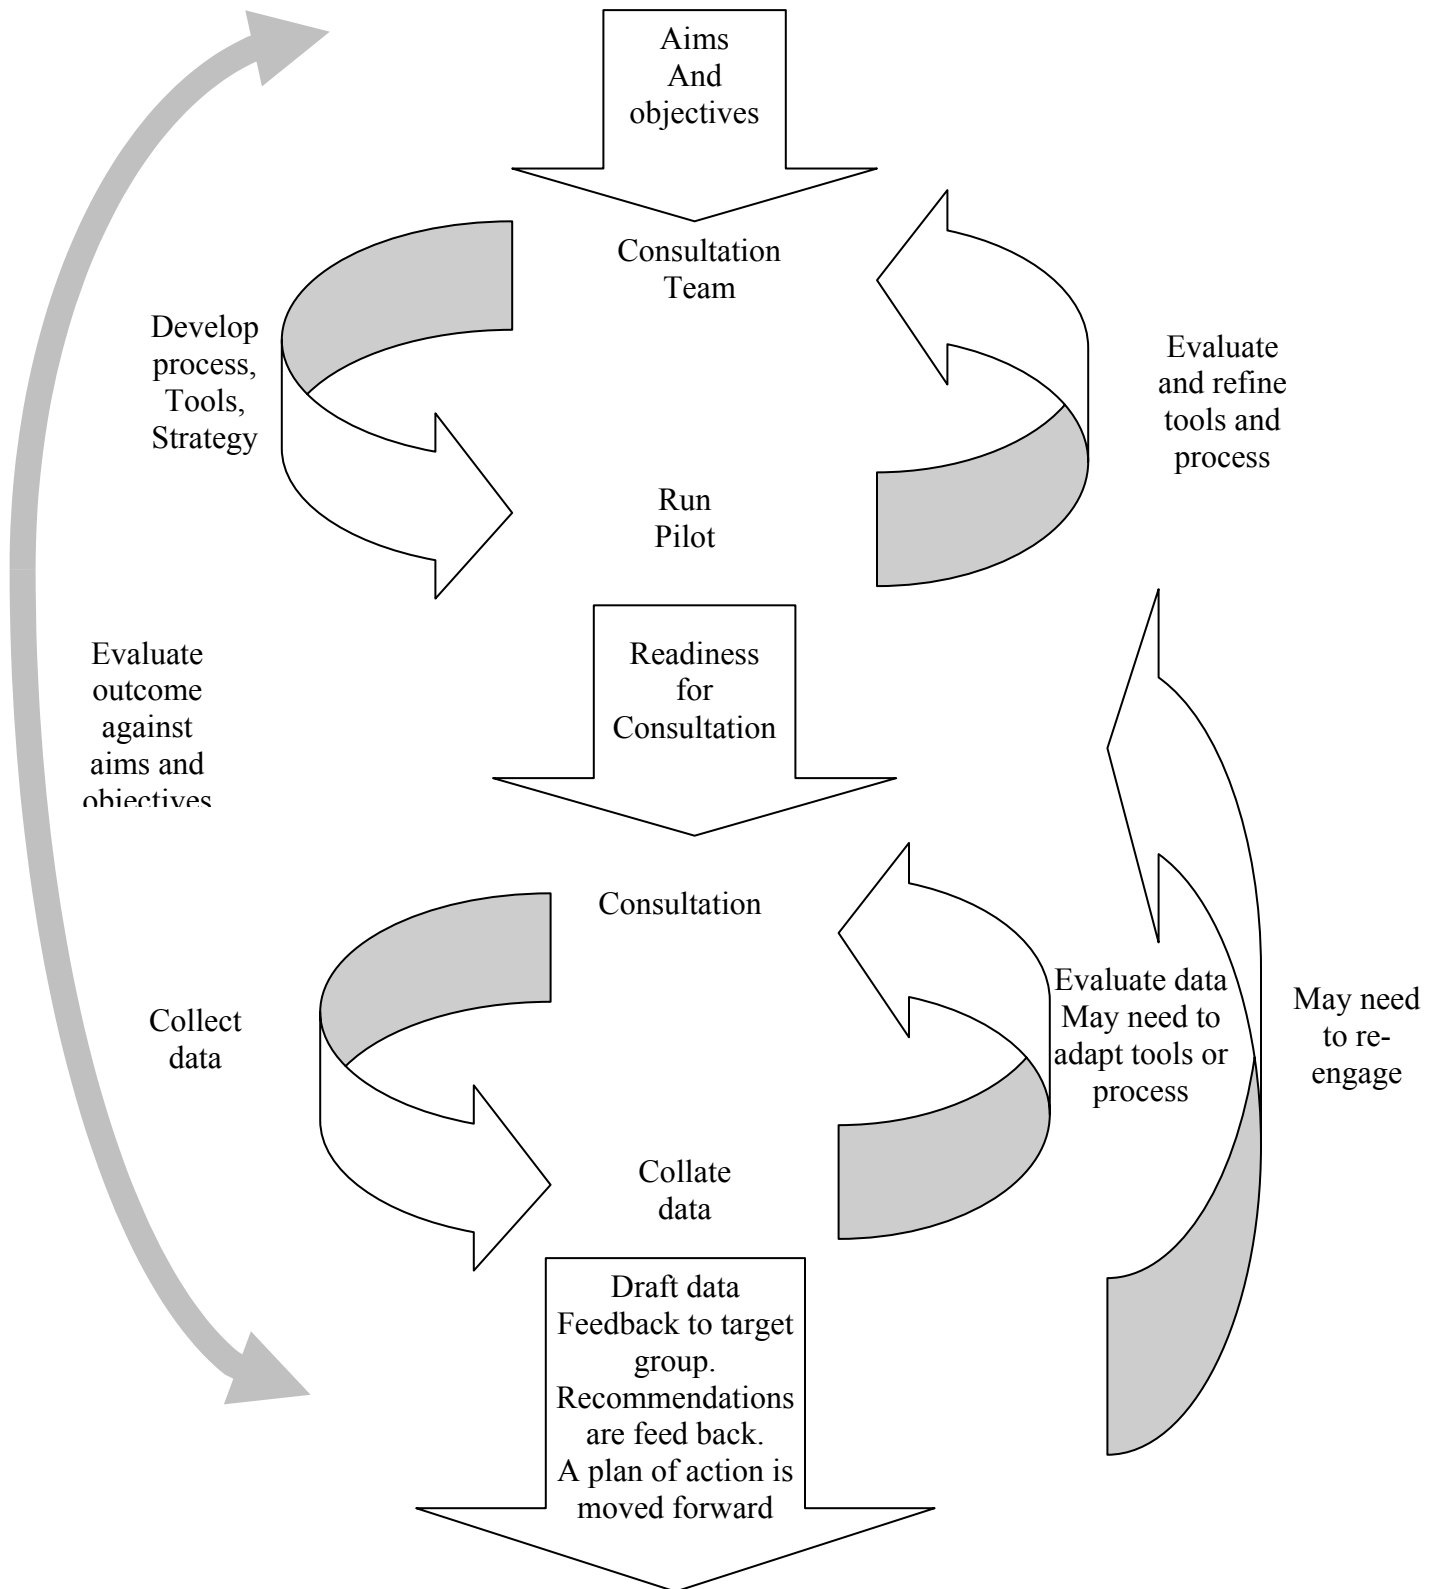 Aims
And
objectives
Consultation
Team
Develop
process,
Tools,
Strategy
Evaluate
and refine
tools and
process
Run
Pilot
Evaluate
outcome
against
aims and
objectives
Readiness
for
Consultation
Consultation
Collect
data
Evaluate data
May need to
adapt tools or
process
May need
to re-
engage
Collate
data
Draft data
Feedback to target
group.
Recommendations
are feed back.
A plan of action is
moved forward